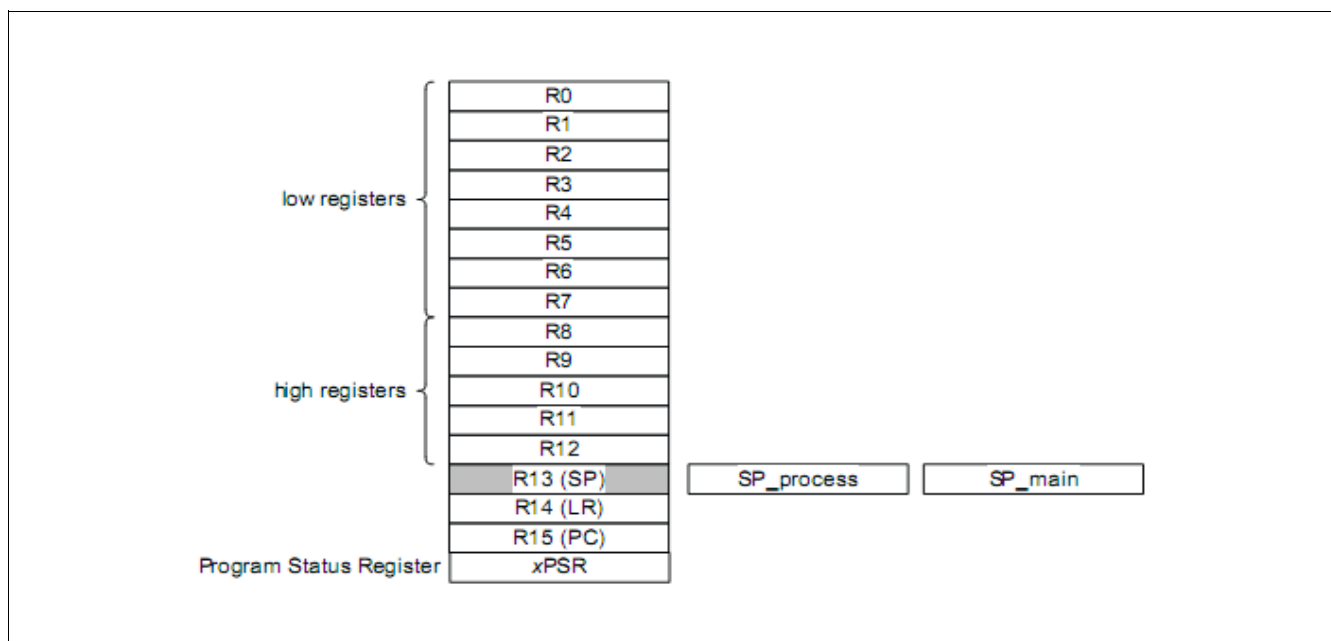 R0
R1
R2
R3
low registers
R4
R5
R6
R7
R8
R9
high registers R10
R11
R12
R13 (SP) SP_process SP_main
R14 (LR)
R15 (PC)
Program Status Register xPSR